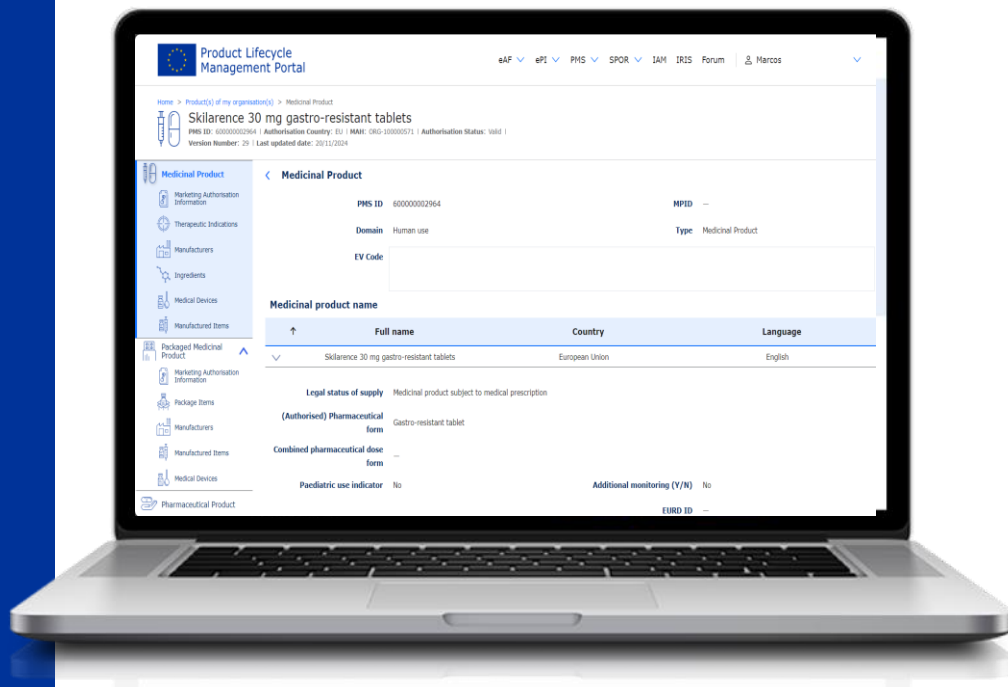 Product Lifecycle
Management Portal
eAF ePI PMS SPOR IAM IRIS Forum Marcos
Home > Product(s) of my organisation(s) > Medicinal Product
Skilarence 30 mg gastro-resistant tablets
PMS ID: 600000002964 | Authorisation Country: EU | MAH: ORG-100000571 | Authorisation Status: Valid |
Version Number: 29 | Last updated date: 20/11/2024
Medicinal Product
Marketing Authorisation
Information
Therapeutic Indications
Manufacturers
Ingredients
Medical Devices
Manufactured Items
Packaged Medicinal
Product
Marketing Authorisation
Information
Package Items
Manufacturers
Manufactured Items
Medical Devices
Pharmaceutical Product
Medicinal Product
PMS ID 600000002964 MPID —
Domain Human use Type Medicinal Product
EV Code
Medicinal product name
Full name Country Language
Skilarence 30 mg gastro-resistant tablets European Union English
Legal status of supply Medicinal product subject to medical prescription
(Authorised) Pharmaceutical
form
Gastro-resistant tablet
Combined pharmaceutical dose
form
—
Paediatric use indicator No Additional monitoring (Y/N) No
EURD ID —